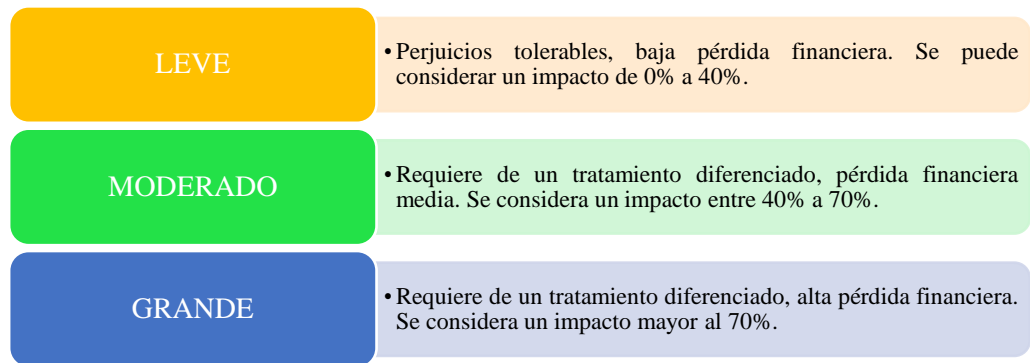 LEVE
• Perjuicios tolerables, baja pérdida financiera. Se puede
considerar un impacto de 0% a 40%.
MODERADO
• Requiere de un tratamiento diferenciado, pérdida financiera
media. Se considera un impacto entre 40% a 70%.
GRANDE
• Requiere de un tratamiento diferenciado, alta pérdida financiera.
Se considera un impacto mayor al 70%.